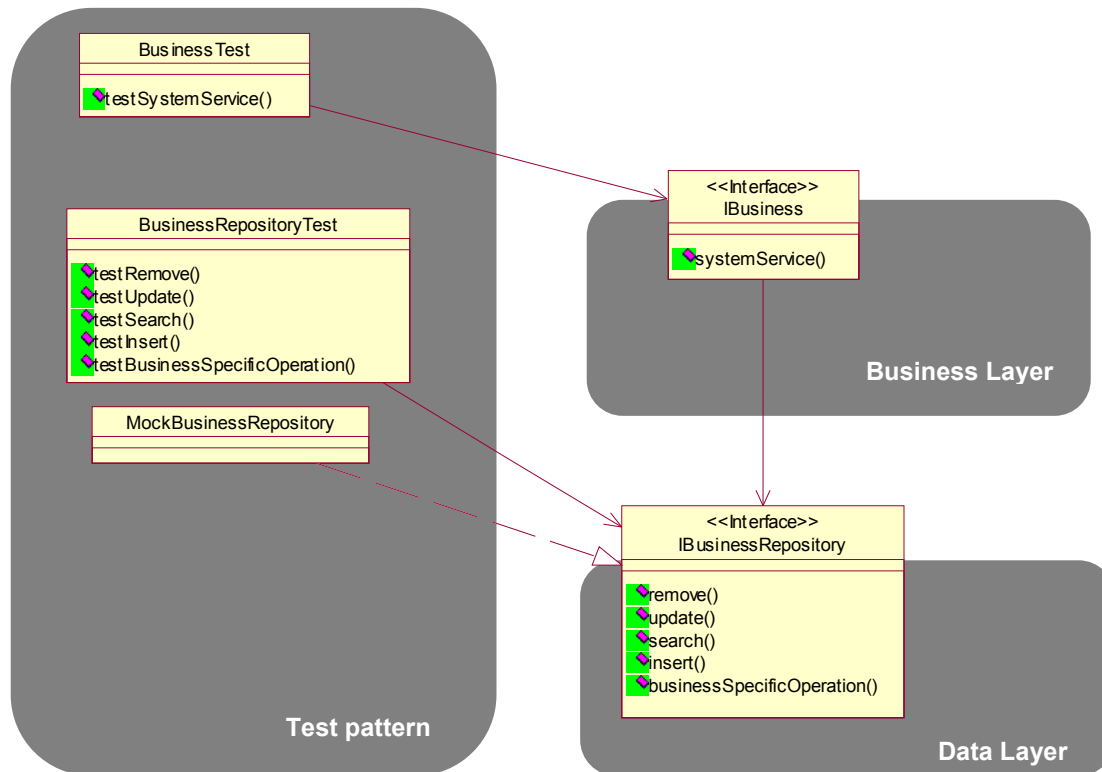 BusinessTest
testSystemService()
BusinessRepositoryTest
testRemove()
testUpdate()
testSearch()
testInsert()
testBusinessSpecificOperation()
MockBusinessRepository
Test pattern
<<Interface>>
IBusiness
systemService()
Business Layer
<<Interface>>
IBusinessRepository
remove()
update()
search()
insert()
businessSpecificOperation()
Data Layer